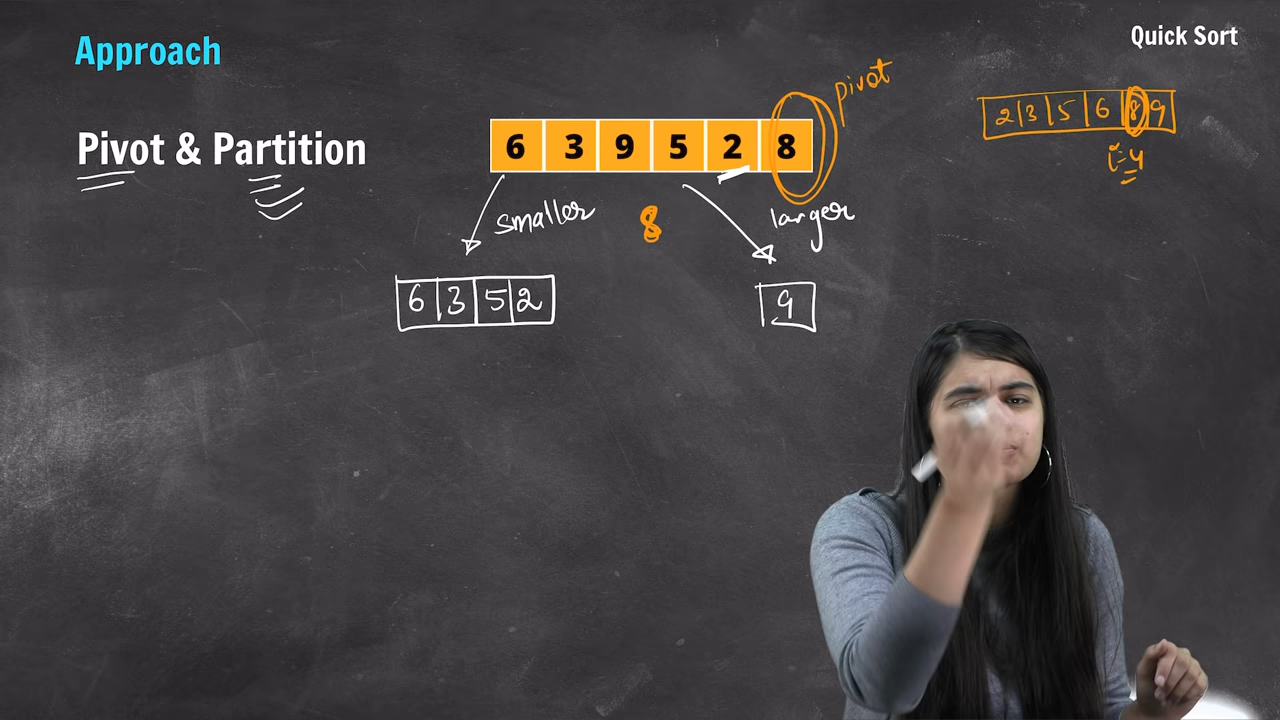 Approach
Quick Sort
Pivot & Partition
6 3 9 5 2 8
pivot
2 3 5 6 8 9
i=4
smaller
8
larger
6 3 5 2
9